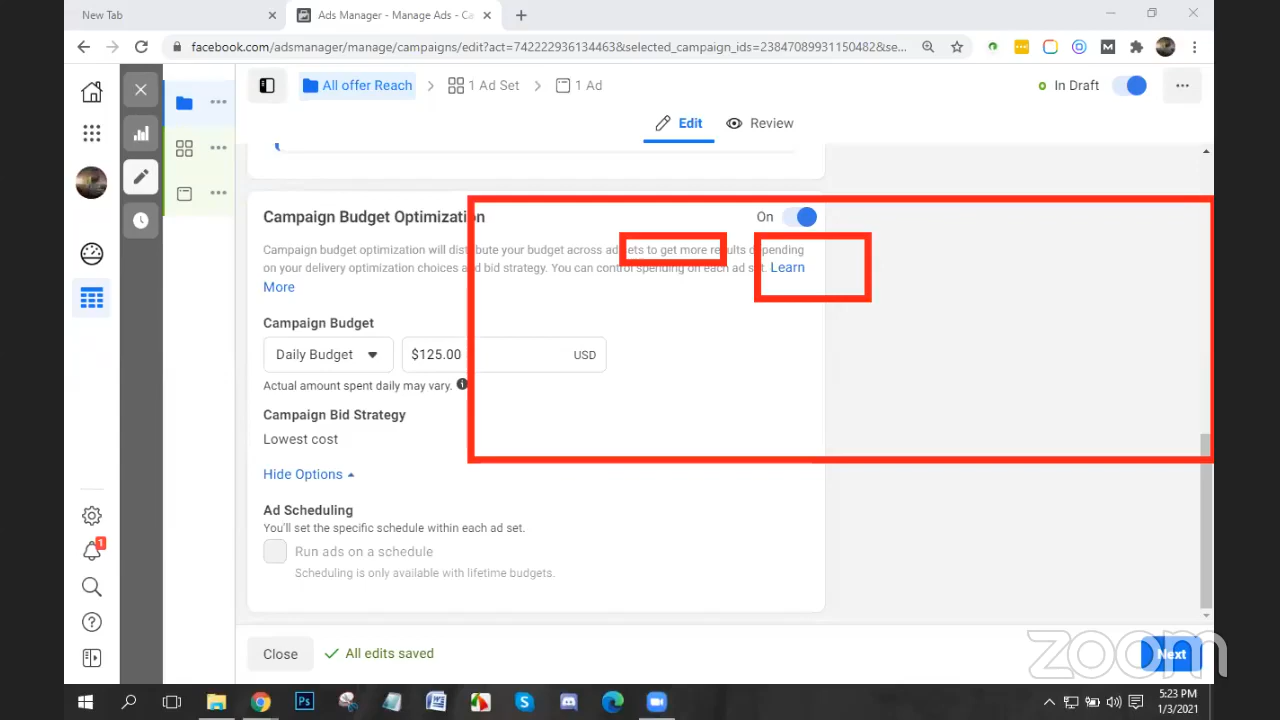 New Tab
Ads Manager - Manage Ads - Ca
facebook.com/adsmanager/manage/campaigns/edit?act=742222936134463&selected_campaign_ids=23847089931150482&se...
All offer Reach
1 Ad Set
1 Ad
In Draft
Edit
Review
Campaign Budget Optimization
On
Campaign budget optimization will distribute your budget across ad sets to get more results depending
on your delivery optimization choices and bid strategy. You can control spending on each ad set. Learn
More
Campaign Budget
Daily Budget
$125.00
USD
Actual amount spent daily may vary.
Campaign Bid Strategy
Lowest cost
Hide Options
Ad Scheduling
You'll set the specific schedule within each ad set.
Run ads on a schedule
Scheduling is only available with lifetime budgets.
1
Close
All edits saved
Next
zoom
5:23 PM
1/3/2021